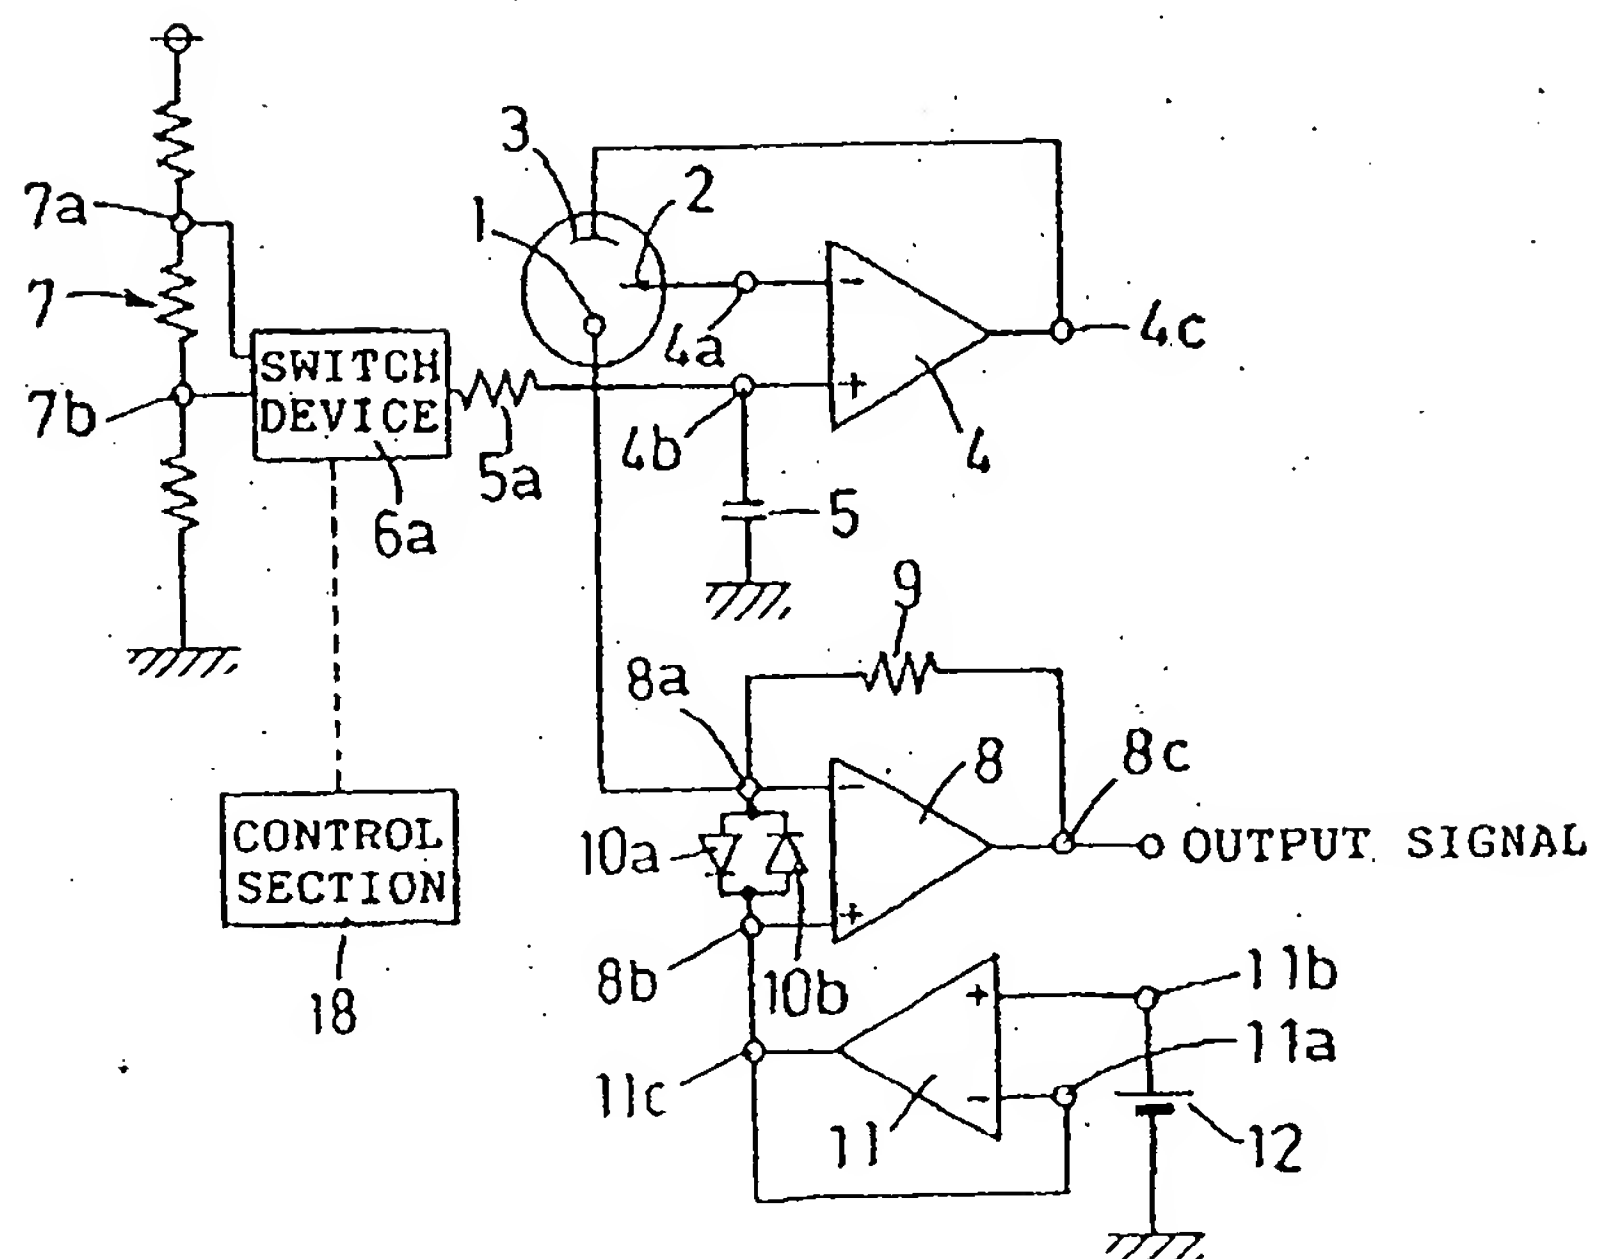 3
2
7a
1
−
4a
4c
7
SWITCH
DEVICE
+
7b
4b
4
5a
5
6a
9
8a
8c
8
−
CONTROL
SECTION
10a
OUTPUT SIGNAL
+
8b
10b
11b
18
+
11a
11c
−
11
12